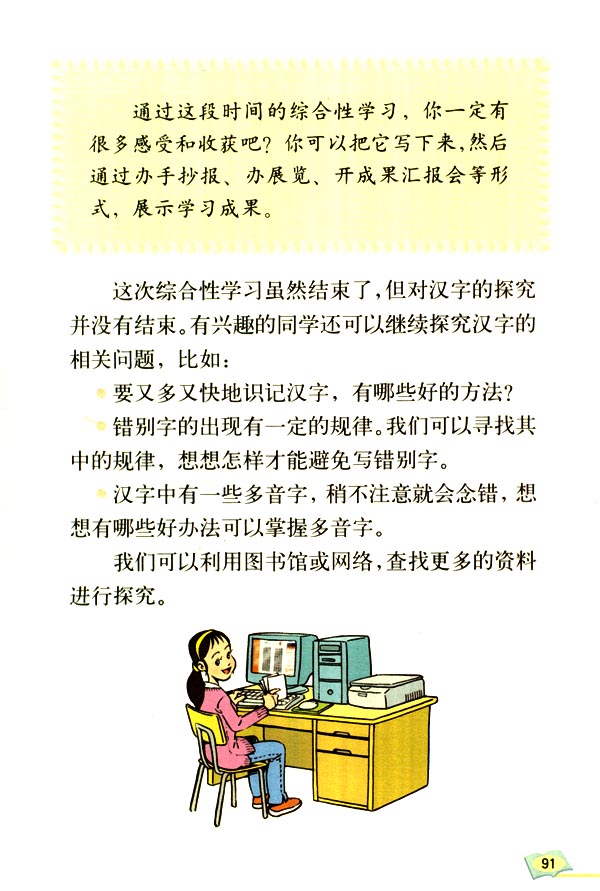 通过这段时间的综合性学习，你一定有
很多感受和收获吧？你可以把它写下来，然后
通过办手抄报、办展览、开成果汇报会等形
式，展示学习成果。
这次综合性学习虽然结束了，但对汉字的探究
并没有结束。有兴趣的同学还可以继续探究汉字的
相关问题，比如：
要又多又快地识记汉字，有哪些好的方法？
错别字的出现有一定的规律。我们可以寻找其
中的规律，想想怎样才能避免写错别字。
汉字中有一些多音字，稍不注意就会念错，想
想有哪些好办法可以掌握多音字。
我们可以利用图书馆或网络，查找更多的资料
进行探究。
91